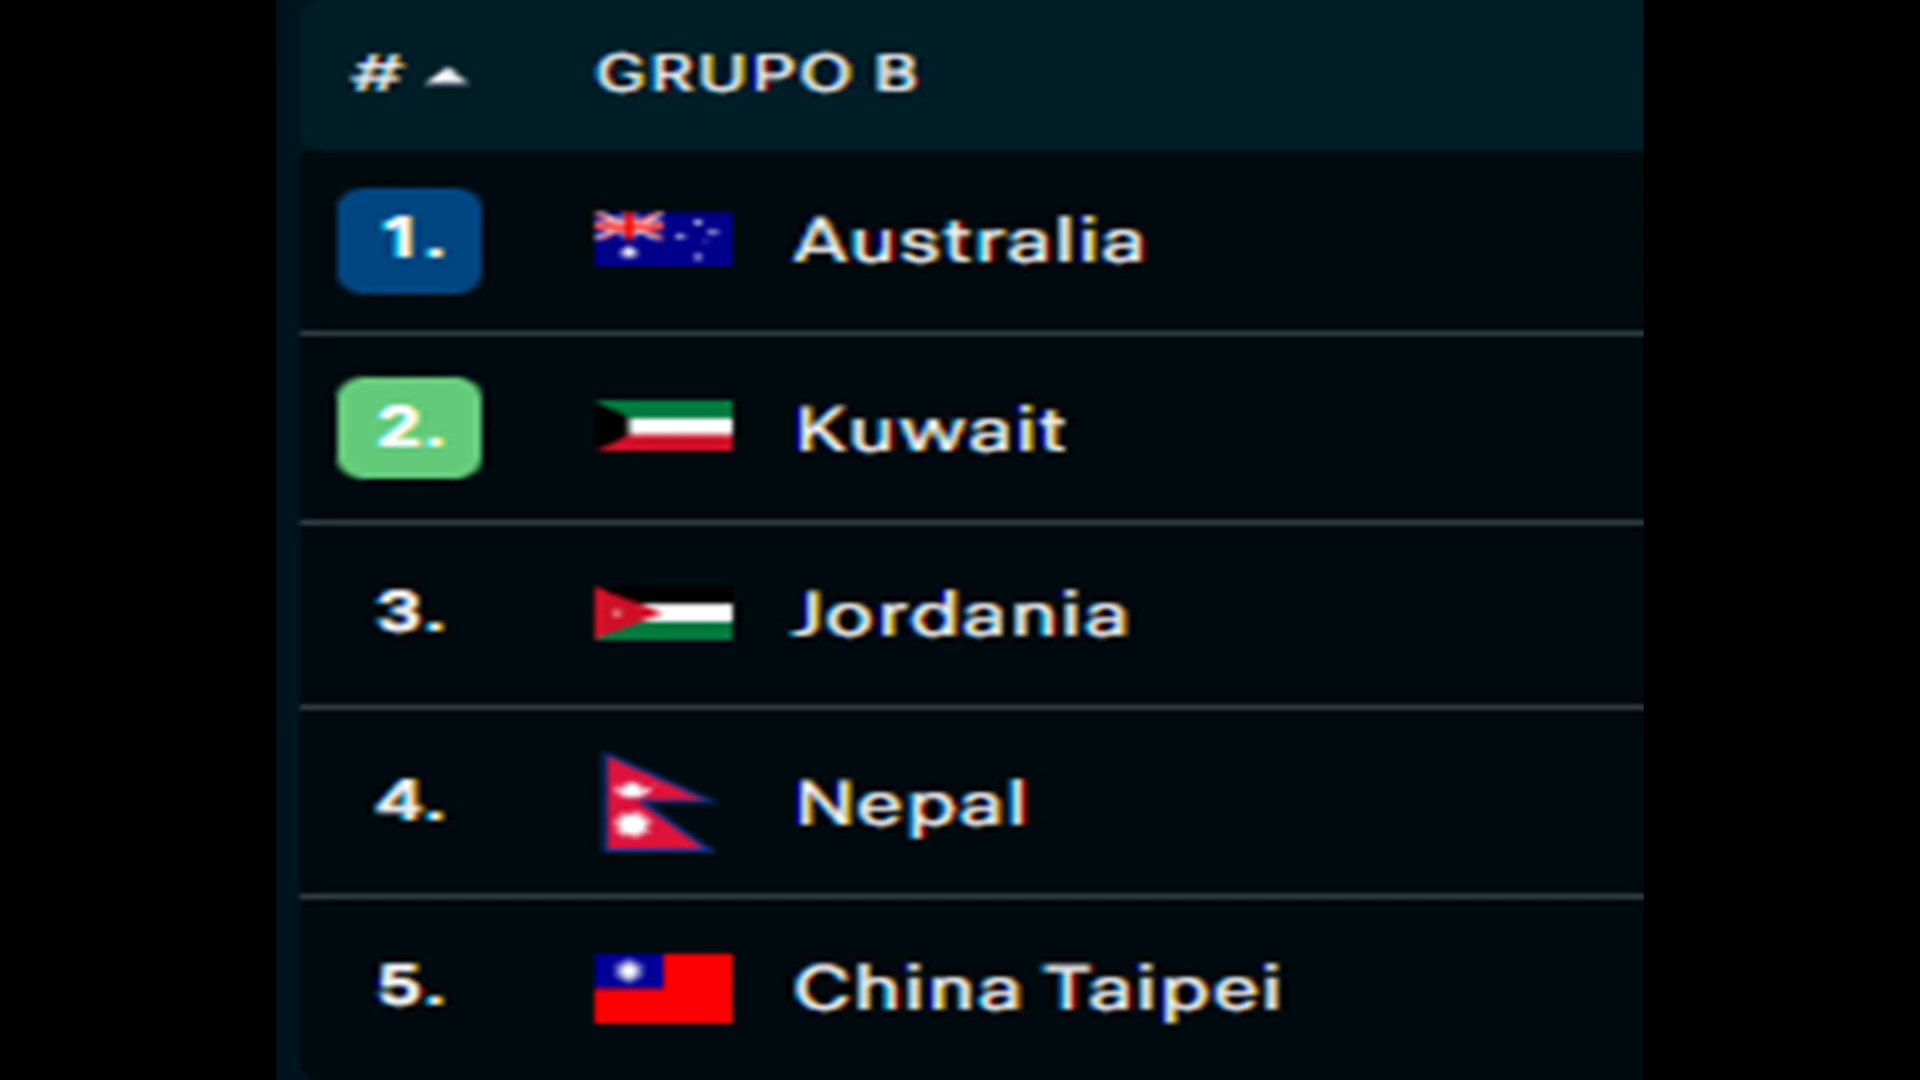 # GRUPO B
1. Australia
2. Kuwait
3. Jordania
4. Nepal
5. China Taipei